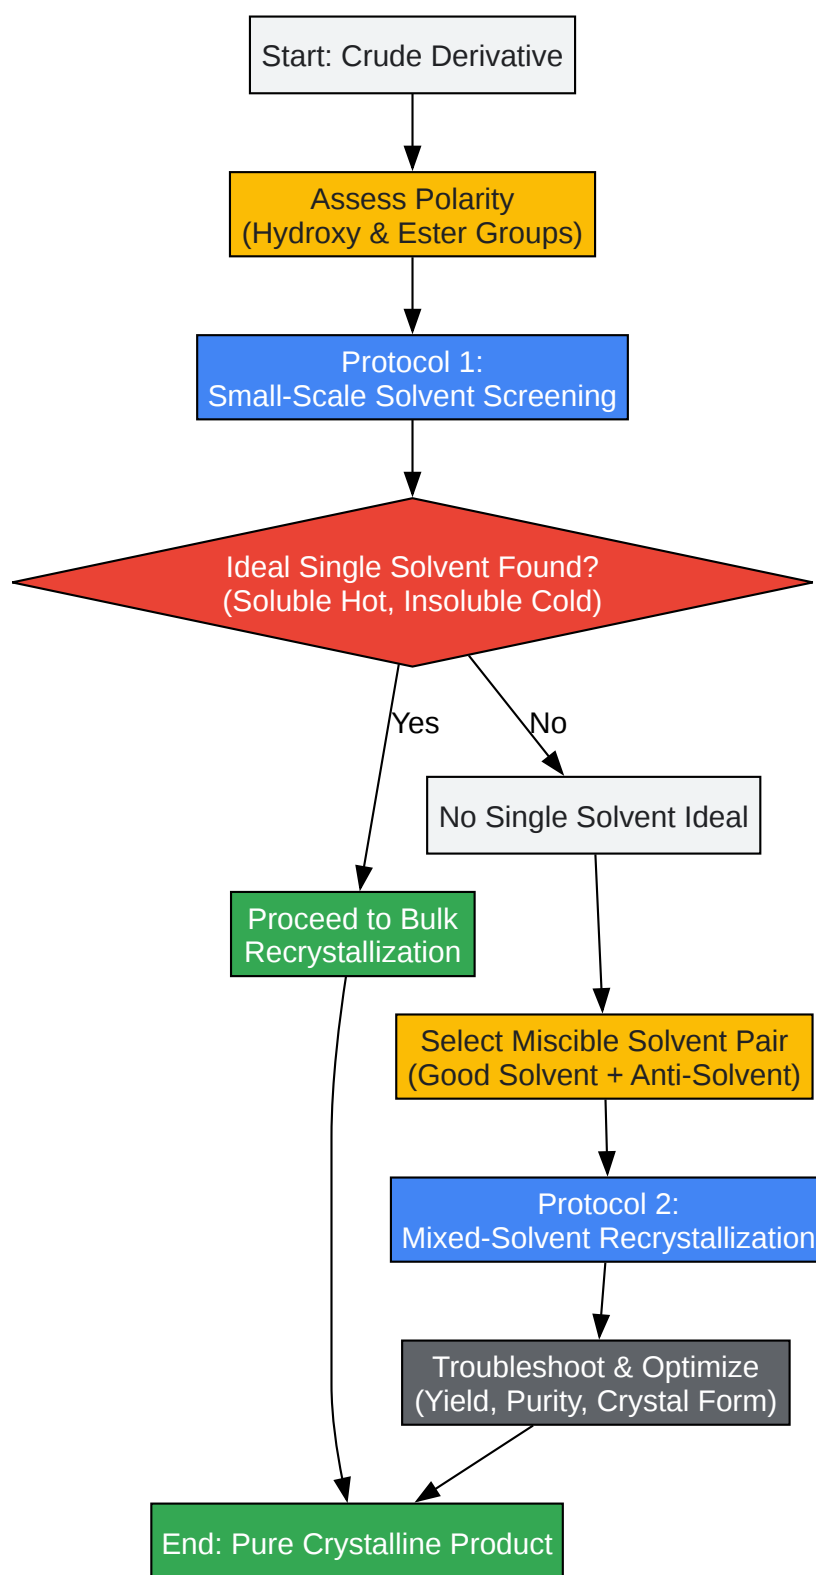 Start: Crude Derivative
Assess Polarity
(Hydroxy & Ester Groups)
Protocol 1:
Small-Scale Solvent Screening
Ideal Single Solvent Found?
(Soluble Hot, Insoluble Cold)
Yes
No
No Single Solvent Ideal
Proceed to Bulk
Recrystallization
Select Miscible Solvent Pair
(Good Solvent + Anti-Solvent)
Protocol 2:
Mixed-Solvent Recrystallization
Troubleshoot & Optimize
(Yield, Purity, Crystal Form)
End: Pure Crystalline Product